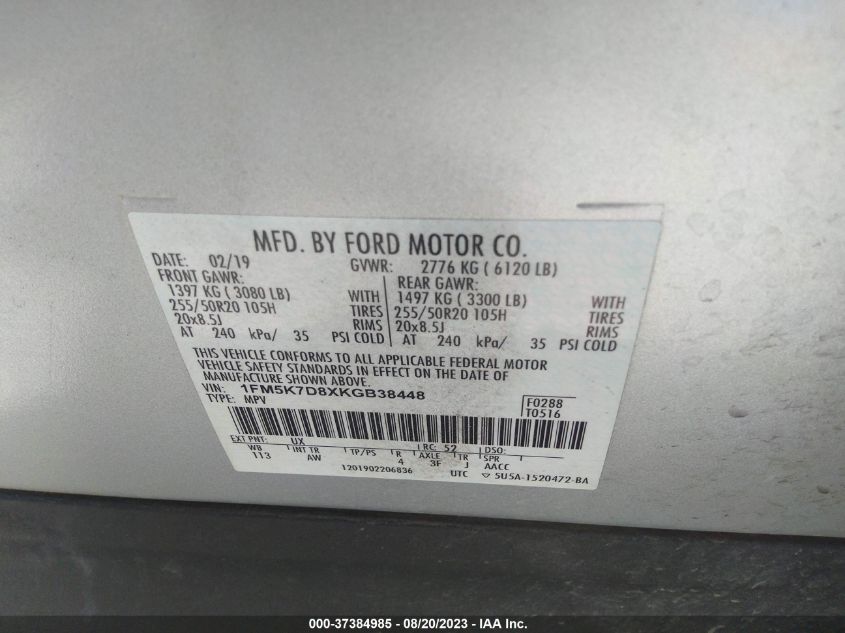 MFD. BY FORD MOTOR CO.
DATE: 02/19 GVWR: 2776 KG ( 6120 LB)
FRONT GAWR: REAR GAWR:
1397 KG ( 3080 LB) WITH 1497 KG ( 3300 LB) WITH
255/50R20 105H TIRES 255/50R20 105H TIRES
20x8.5J RIMS 20x8.5J RIMS
AT 240 kPa/ 35 PSI COLD AT 240 kPa/ 35 PSI COLD
THIS VEHICLE CONFORMS TO ALL APPLICABLE FEDERAL MOTOR
VEHICLE SAFETY STANDARDS IN EFFECT ON THE DATE OF
MANUFACTURE SHOWN ABOVE.
VIN: 1FM5K7D8XKGB38448 F0288
TYPE: MPV T0516
EXT PNT: UX RC: 52 DSO:
WB INT TR TP/PS R AXLE TR SPR
113 AW 4 3F J AACC
1201902206836 UTC ▽ 5U5A-1520472-BA
000-37384985 - 08/20/2023 - IAA Inc.